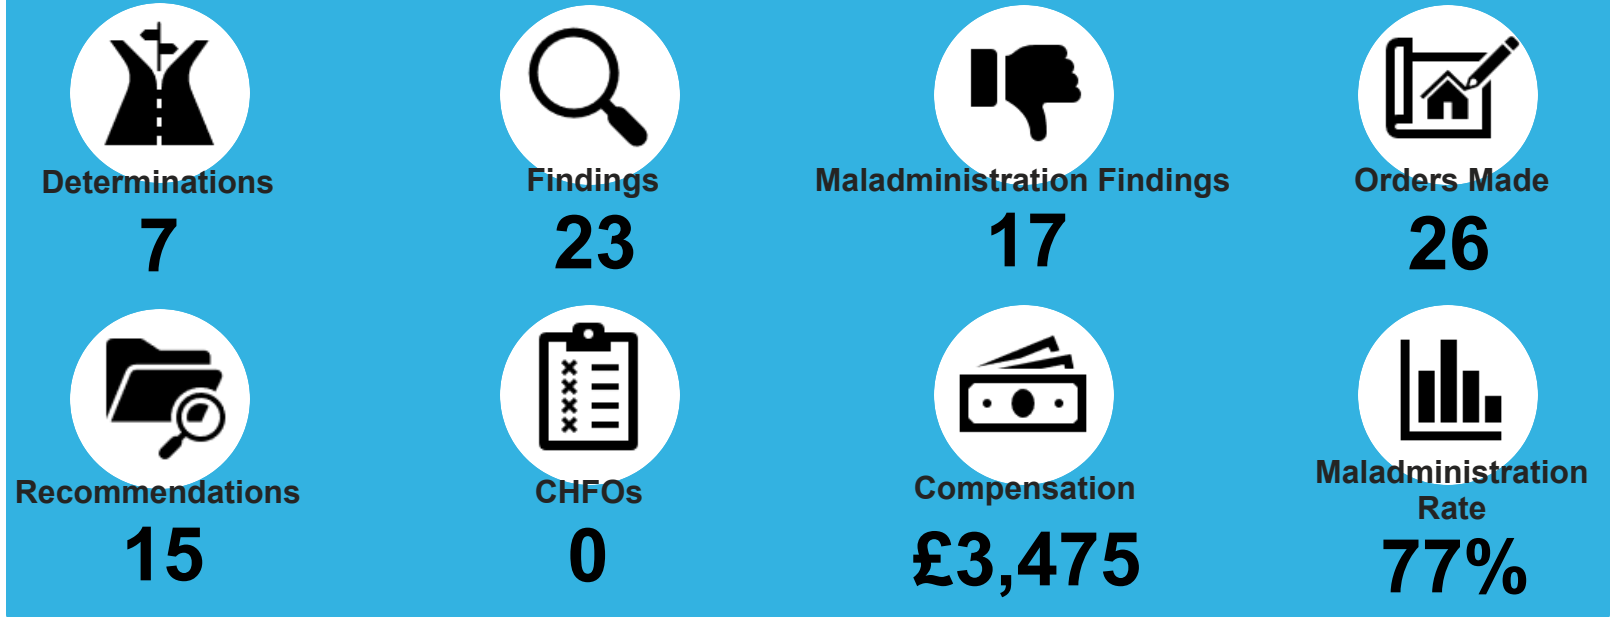 Determinations
7
Findings
23
Maladministration Findings
17
Orders Made
26
Recommendations
15
CHFOs
0
Compensation
£3,475
Maladministration
Rate
77%